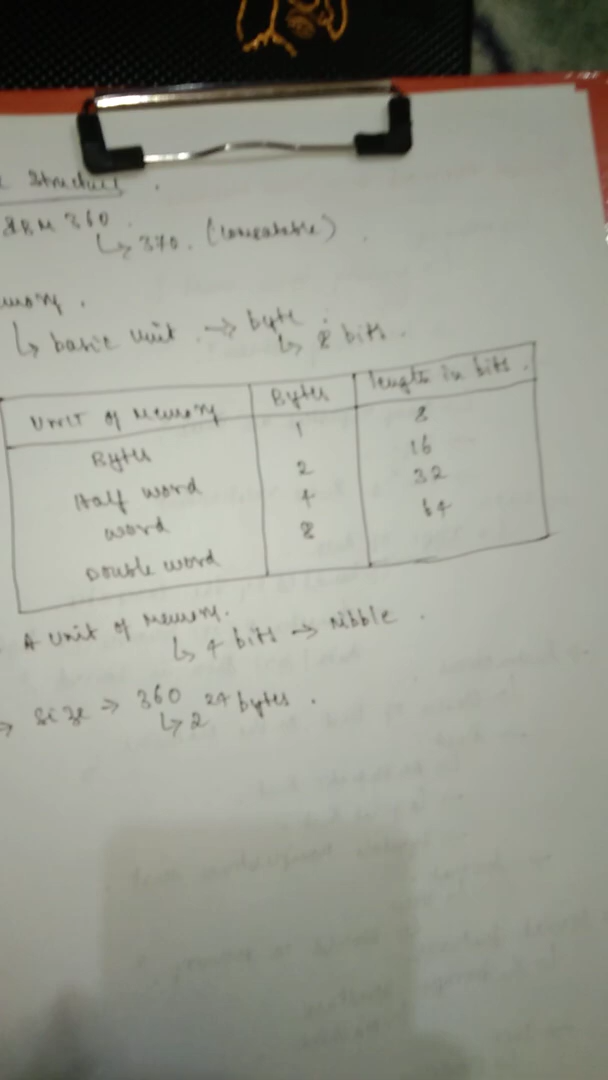 Structure .
IBM 360 .
↳ 370 . (Compatable) .
emory .
↳ basic unit → byte .
↳ 8 bits .
Unit of Memory Bytes length in bits .
Bytes 1 8
Half word 2 16
word 4 32
Double word 8 64
A unit of Memory .
↳ 4 bits → Nibble .
→ Size → 360 24 bytes .
↳ 2